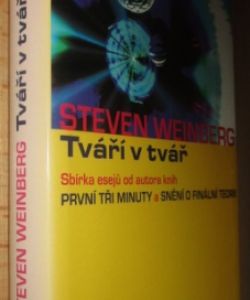 STEVEN WEINBERG
Tváří v tvář
Sbírka esejů od autora knih
PRVNÍ TŘI MINUTY a SNĚNÍ O FINÁLNÍ TEORII
STEVEN WEINBERG Tváří v tvář